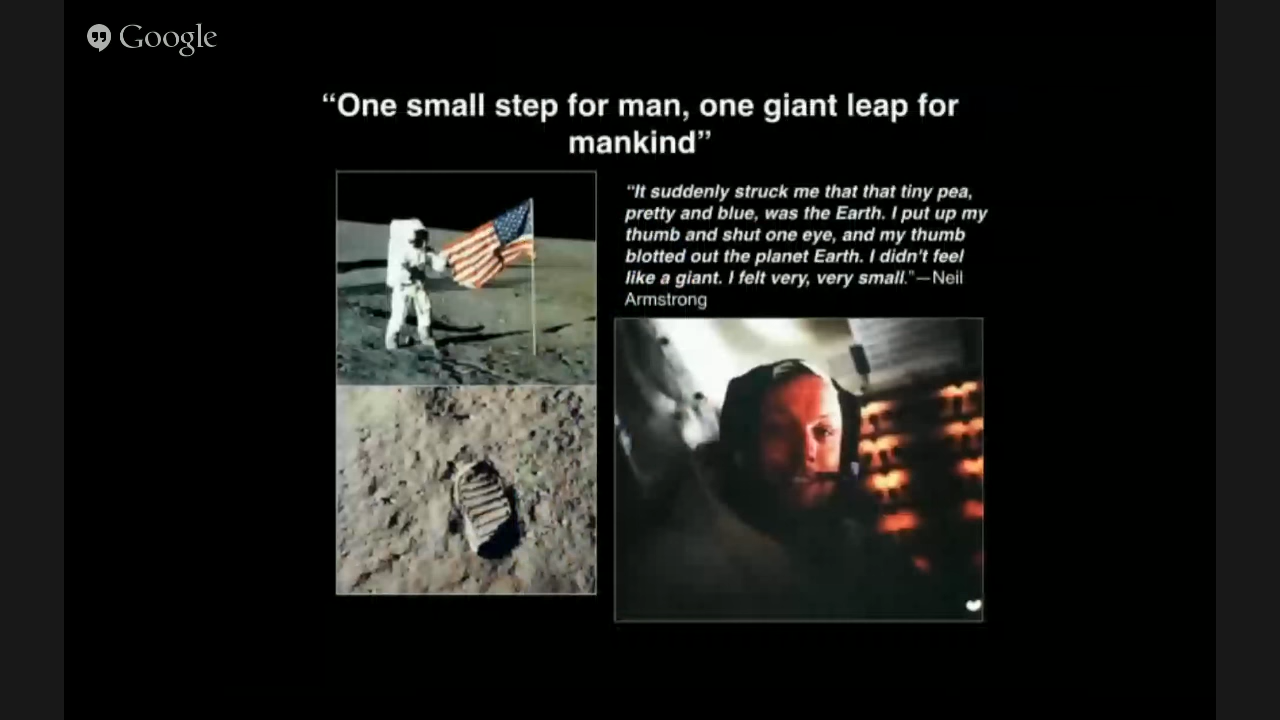 Google
“One small step for man, one giant leap for
mankind”
“It suddenly struck me that that tiny pea,
pretty and blue, was the Earth. I put up my
thumb and shut one eye, and my thumb
blotted out the planet Earth. I didn't feel
like a giant. I felt very, very small.”—Neil
Armstrong